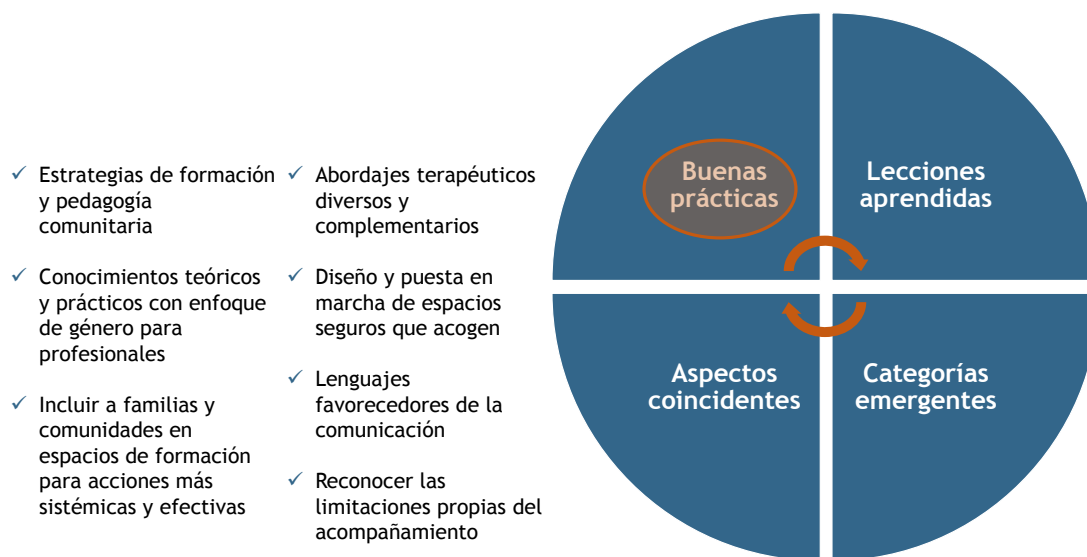 ✓ Estrategias de formación
y pedagogía
comunitaria
✓ Conocimientos teóricos
y prácticos con enfoque
de género para
profesionales
✓ Incluir a familias y
comunidades en
espacios de formación
para acciones más
sistémicas y efectivas
✓ Abordajes terapéuticos
diversos y
complementarios
✓ Diseño y puesta en
marcha de espacios
seguros que acogen
✓ Lenguajes
favorecedores de la
comunicación
✓ Reconocer las
limitaciones propias del
acompañamiento
Buenas
prácticas
Lecciones
aprendidas
Aspectos
coincidentes
Categorías
emergentes